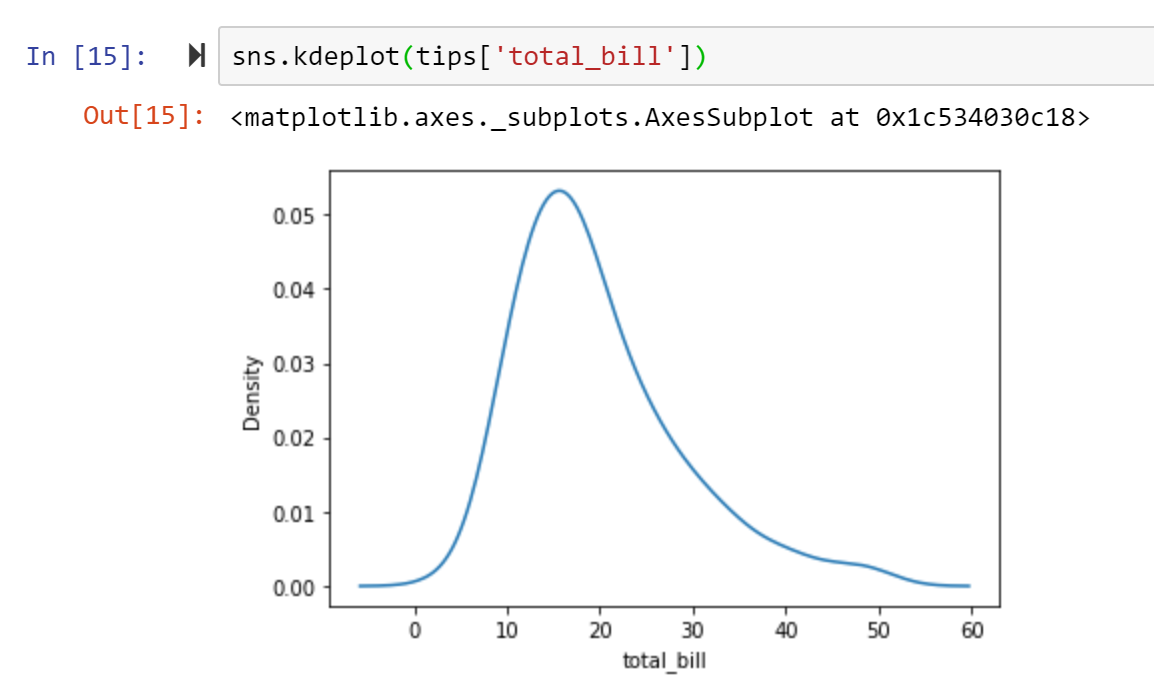 In [15]: sns.kdeplot(tips['total_bill'])
Out[15]: <matplotlib.axes._subplots.AxesSubplot at 0x1c534030c18>
0.05
0.04
0.03
0.02
0.01
0.00
Density
0 10 20 30 40 50 60
total_bill